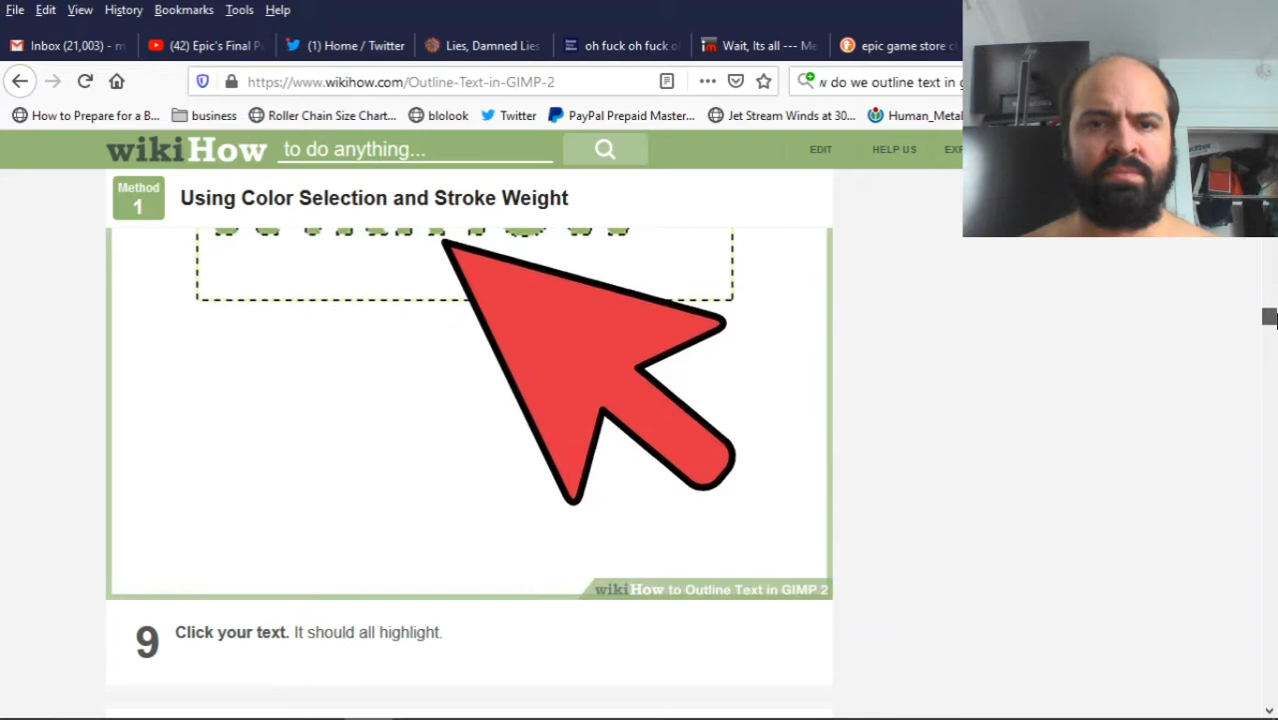 File Edit View History Bookmarks Tools Help
Inbox (21,003) - m (42) Epic's Final P (1) Home / Twitter Lies, Damned Lies oh fuck oh fuck o Wait, Its all --- Me epic game store c
https://www.wikihow.com/Outline-Text-in-GIMP-2 w do we outline text in g
How to Prepare for a B... business Roller Chain Size Chart... blolook Twitter PayPal Prepaid Master... Jet Stream Winds at 30... Human_Metal
wikiHow to do anything... EDIT HELP US EXP
Method
1
Using Color Selection and Stroke Weight
wikiHow to Outline Text in GIMP 2
9 Click your text. It should all highlight.